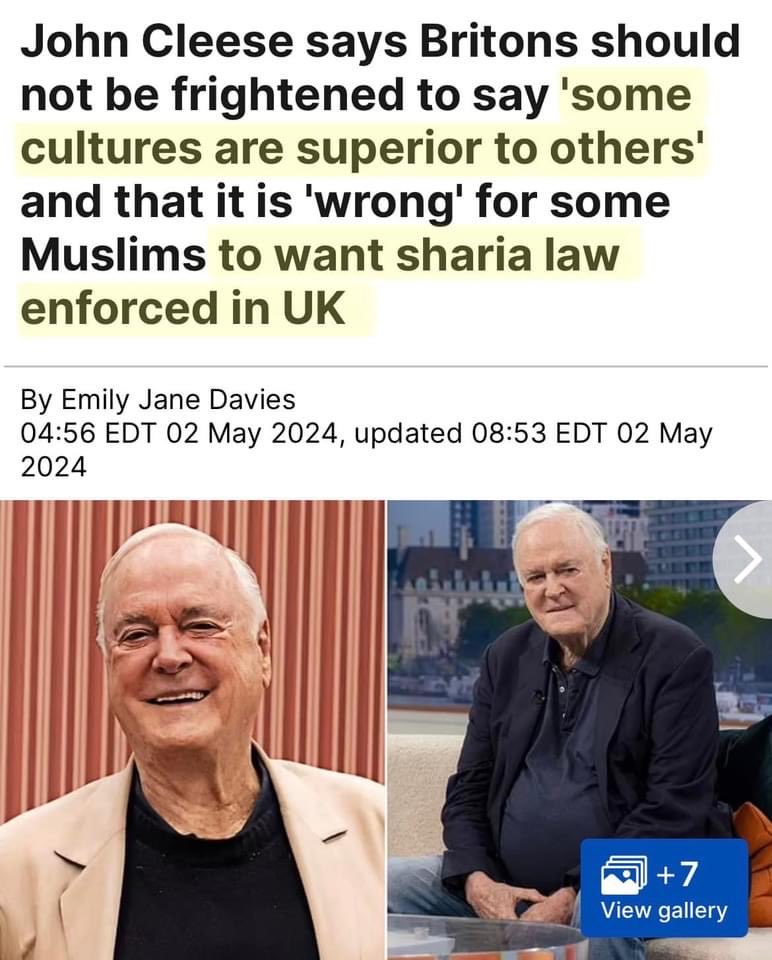 John Cleese says Britons should
not be frightened to say 'some
cultures are superior to others'
and that it is 'wrong' for some
Muslims to want sharia law
enforced in UK
By Emily Jane Davies
04:56 EDT 02 May 2024, updated 08:53 EDT 02 May
2024
+7
View gallery